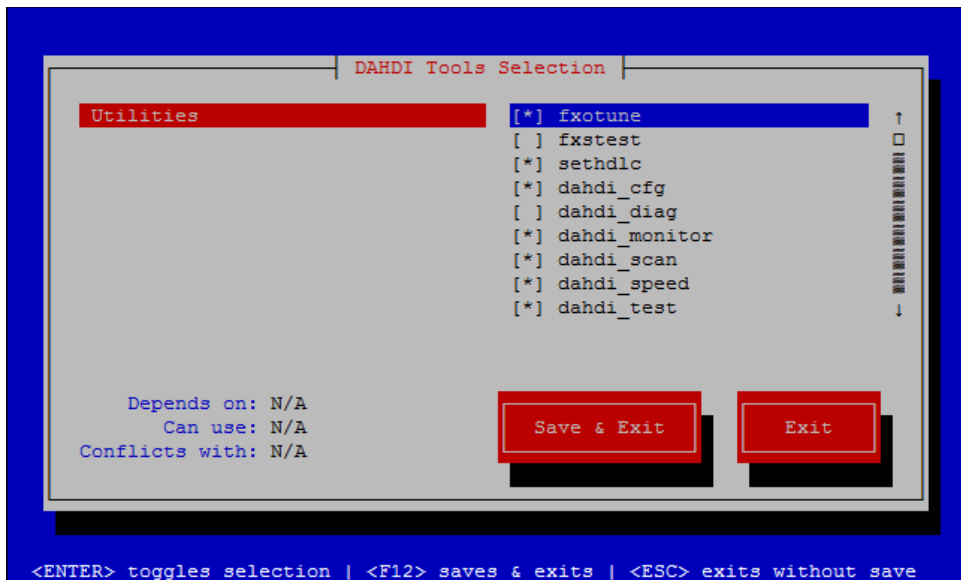 DAHDI Tools Selection
Utilities
[*] fxotune
[ ] fxstest
[*] sethdlc
[*] dahdi_cfg
[ ] dahdi_diag
[*] dahdi_monitor
[*] dahdi_scan
[*] dahdi_speed
[*] dahdi_test
Depends on: N/A
Can use: N/A
Conflicts with: N/A
Save & Exit
Exit
<ENTER> toggles selection | <F12> saves & exits | <ESC> exits without save